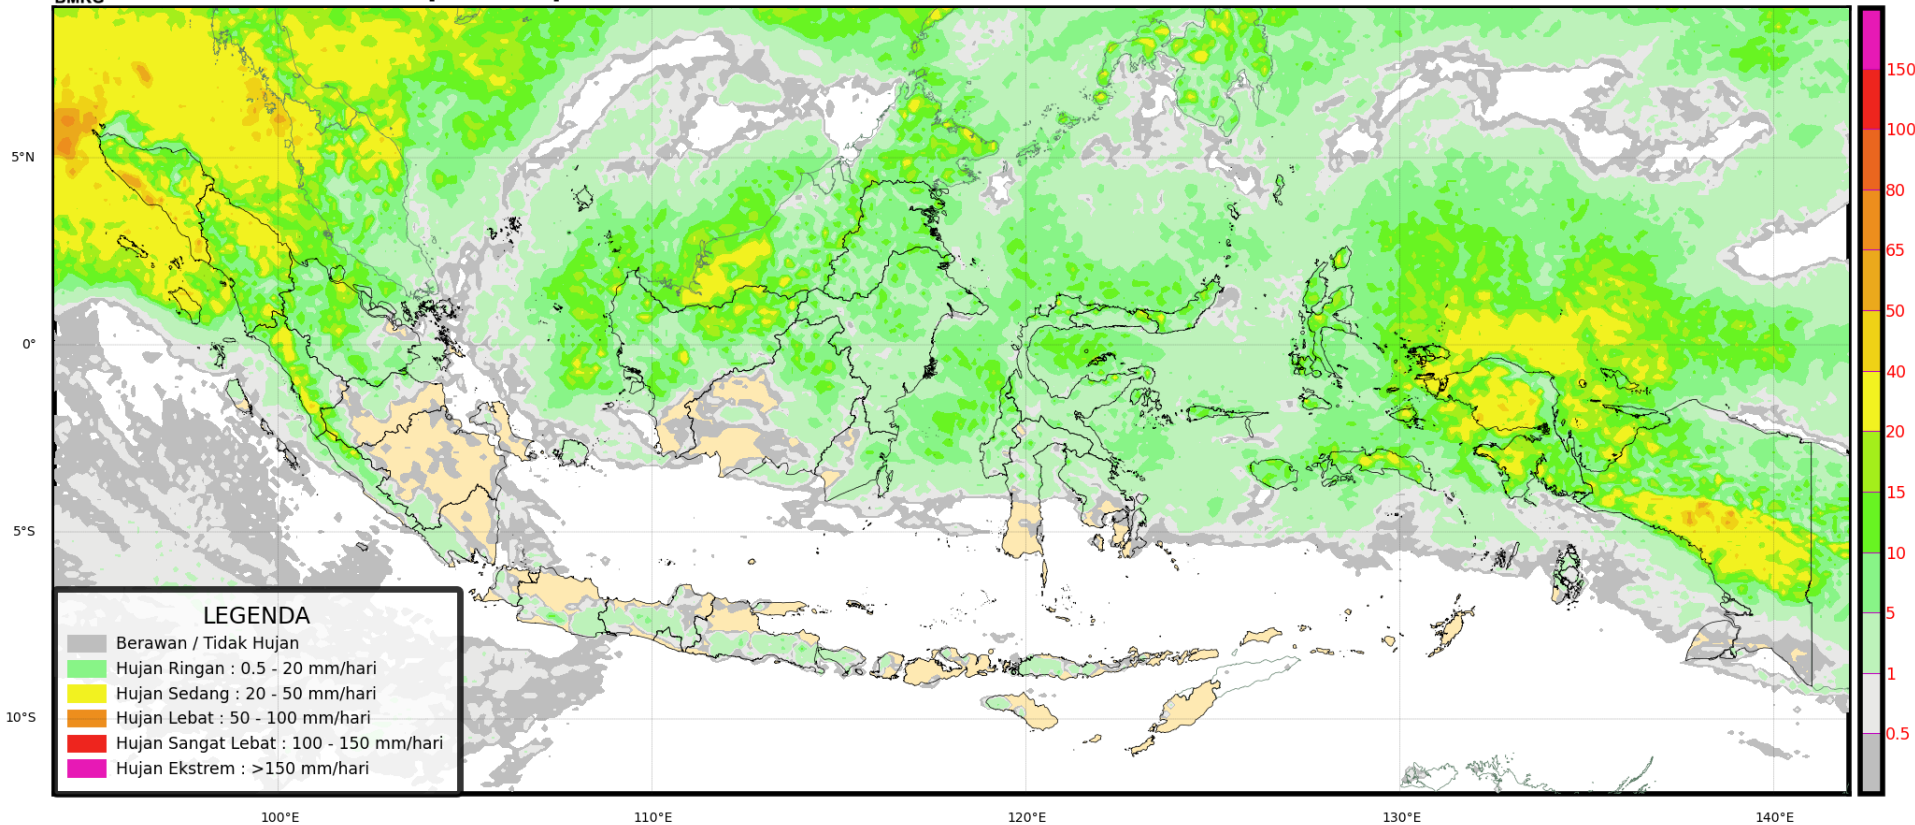 5°N
0°
5°S
10°S
100°E
110°E
120°E
130°E
140°E
LEGENDA
Berawan / Tidak Hujan
Hujan Ringan : 0.5 - 20 mm/hari
Hujan Sedang : 20 - 50 mm/hari
Hujan Lebat : 50 - 100 mm/hari
Hujan Sangat Lebat : 100 - 150 mm/hari
Hujan Ekstrem : >150 mm/hari
150
100
80
65
50
40
20
15
10
5
1
0.5